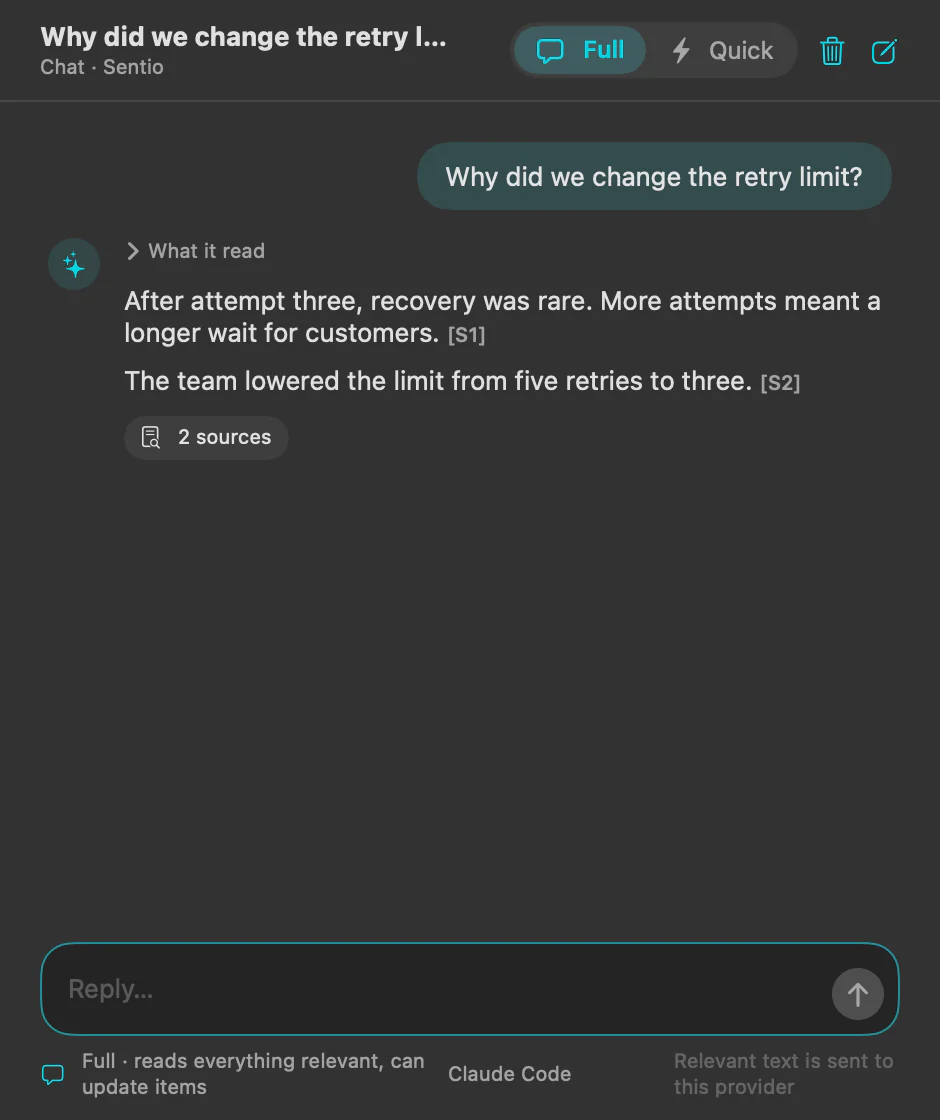 Why did we change the retry l...
Chat · Sentio
Full
Quick
Why did we change the retry limit?
What it read
After attempt three, recovery was rare. More attempts meant a
longer wait for customers. [S1]
The team lowered the limit from five retries to three. [S2]
2 sources
Reply...
Full · reads everything relevant, can
update items
Claude Code
Relevant text is sent to
this provider